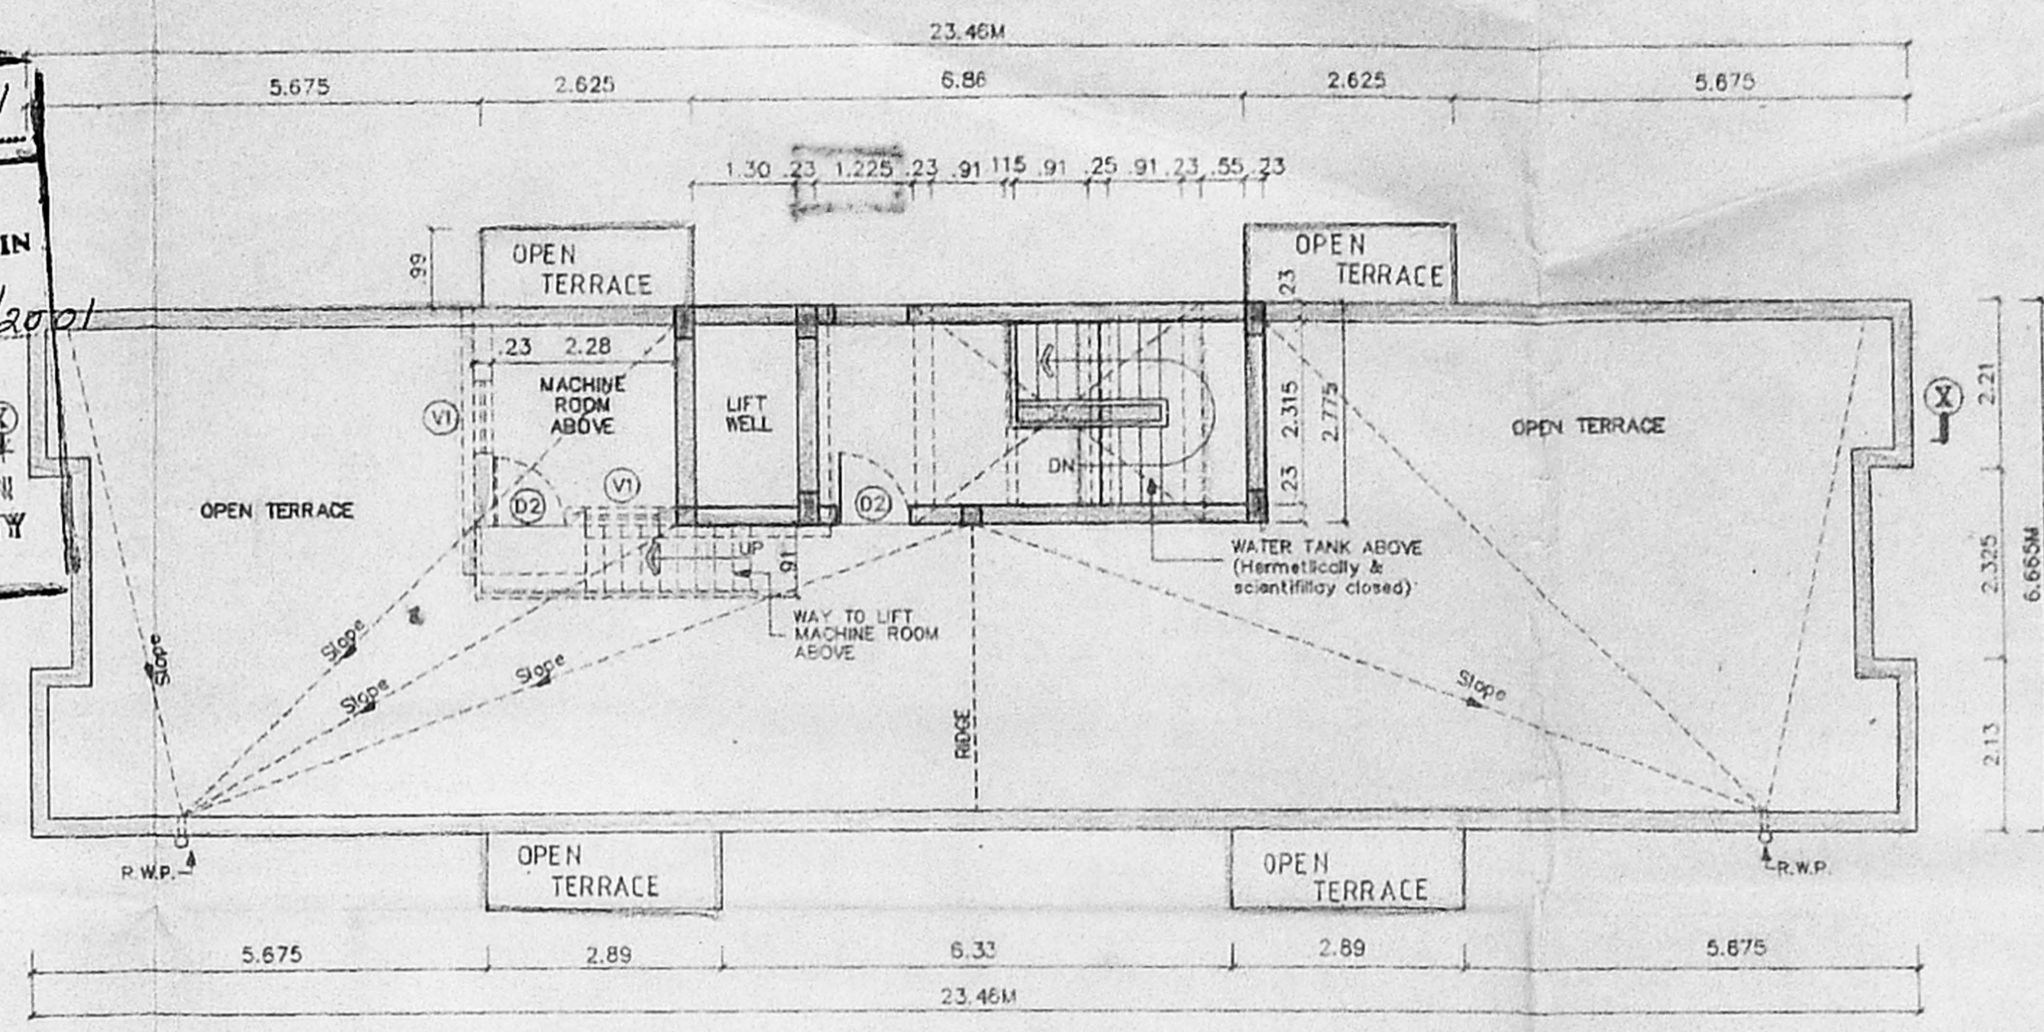 23.46M
5.675 2.625 6.86 2.625 5.675
1.30 .23 1.225 .23 .91 115 .91 .25 .91 .23 .55 .23
IN
OPEN
TERRACE
OPEN
TERRACE
99
.23
2001
.23 2.28
MACHINE
ROOM
ABOVE
LIFT
WELL
V1
V1
D2
D2
DN
2.315
2.775
.23
OPEN TERRACE
X
2.21
OPEN TERRACE
UP
91
WATER TANK ABOVE
(Hermetically &
scientifillay closed)
2.325
6.665M
WAY TO LIFT
MACHINE ROOM
ABOVE
Slope
Slope
Slope
Slope
Slope
RIDGE
2.13
R.W.P.
OPEN
TERRACE
OPEN
TERRACE
R.W.P.
5.675 2.89 6.33 2.89 5.675
23.46M